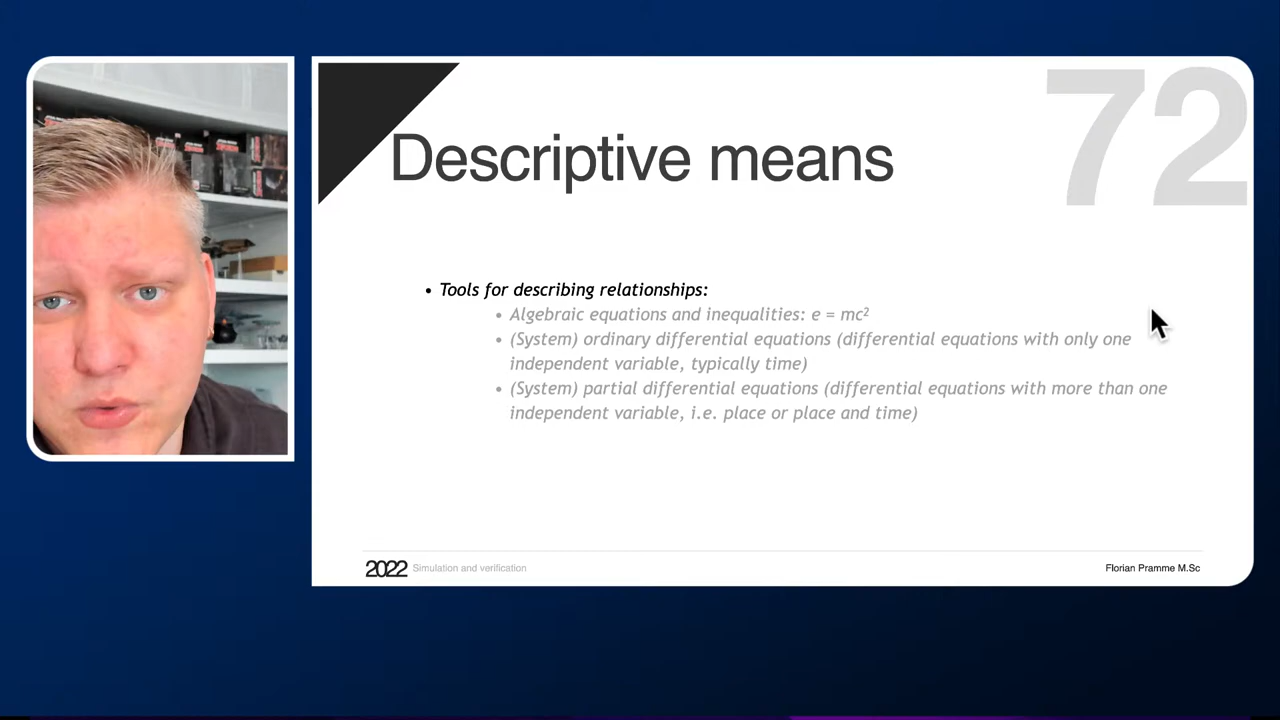 72
Descriptive means
• Tools for describing relationships:
• Algebraic equations and inequalities: e = mc²
• (System) ordinary differential equations (differential equations with only one
independent variable, typically time)
• (System) partial differential equations (differential equations with more than one
independent variable, i.e. place or place and time)
2022 Simulation and verification
Florian Pramme M.Sc